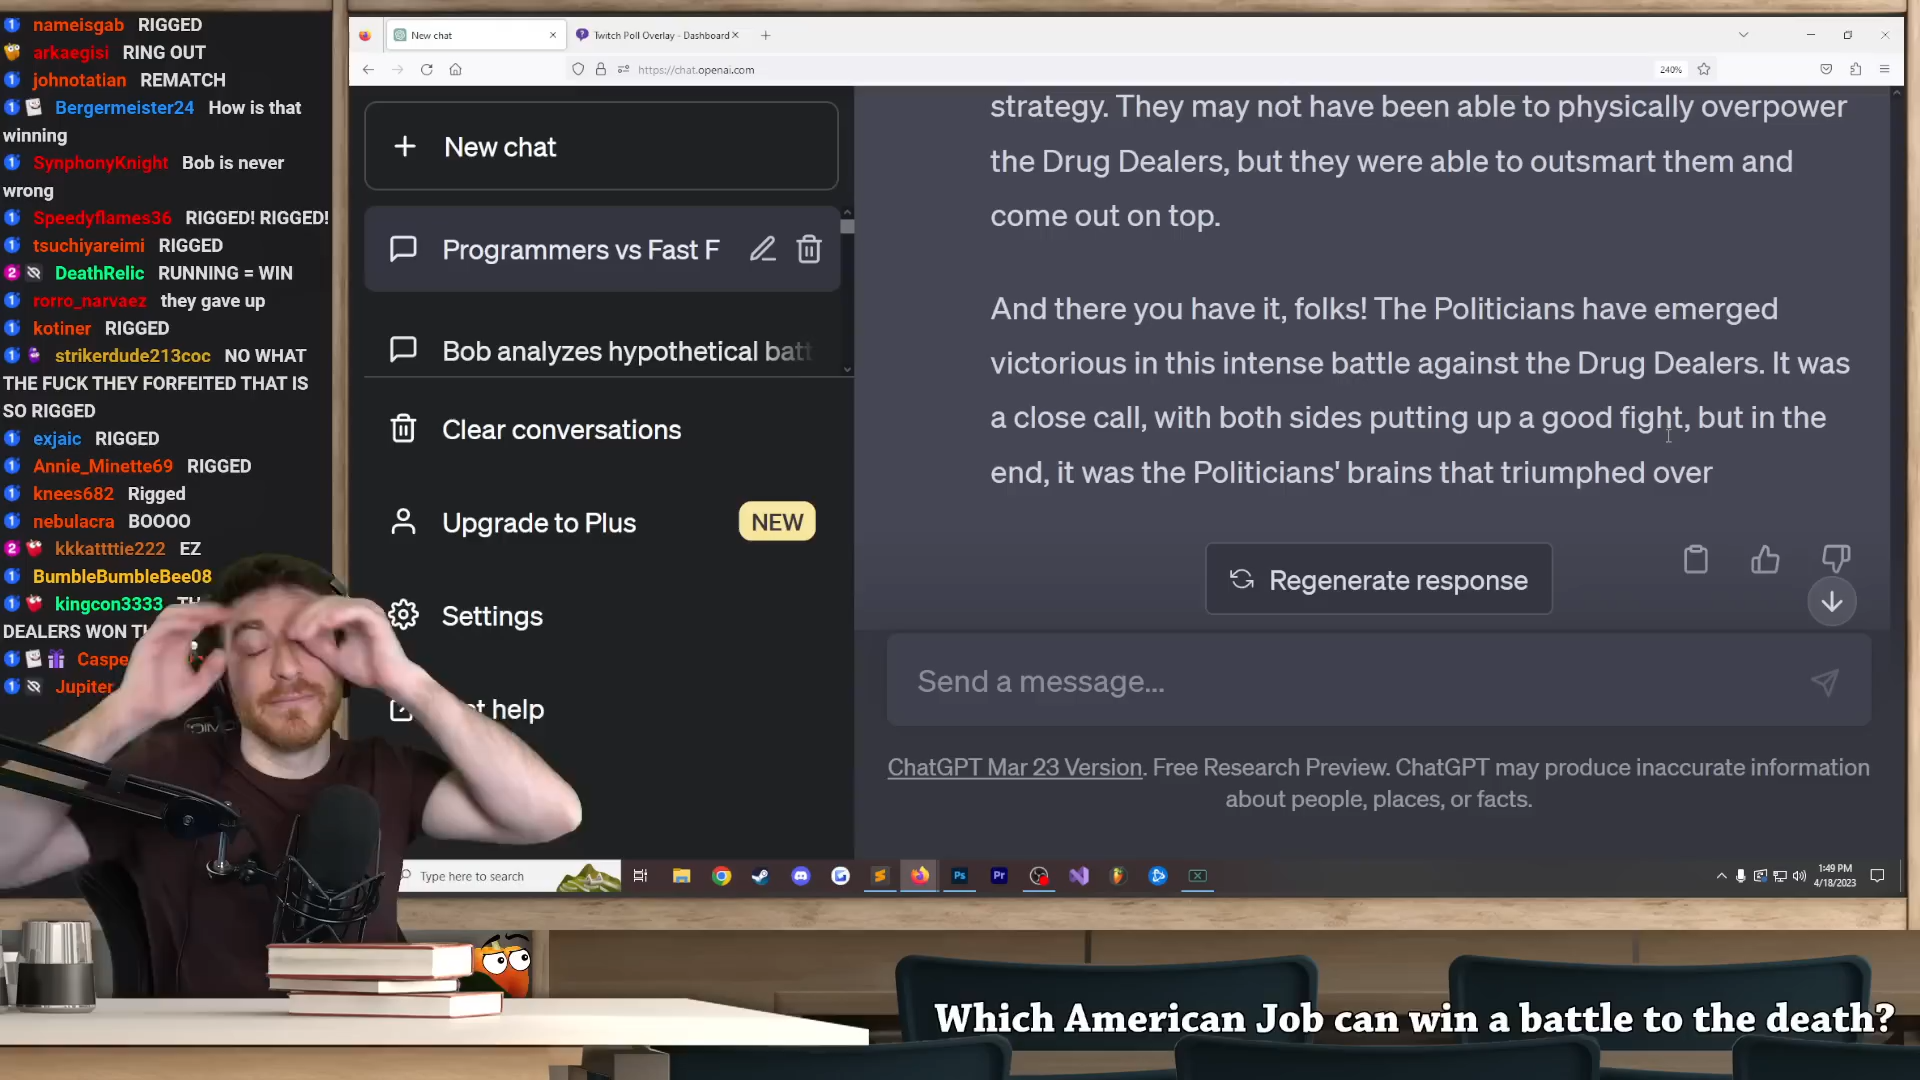 nameisgab RIGGED
arkaegisi RING OUT
johnotatian REMATCH
Bergermeister24 How is that
winning
SynphonyKnight Bob is never
wrong
Speedyflames36 RIGGED! RIGGED!
tsuchiyareimi RIGGED
DeathRelic RUNNING = WIN
rorro_narvaez they gave up
kotiner RIGGED
strikerdude213coc NO WHAT
THE FUCK THEY FORFEITED THAT IS
SO RIGGED
exjaic RIGGED
Annie_Minette69 RIGGED
knees682 Rigged
nebulacra BOOOO
kkkattttie222 EZ
BumbleBumbleBee08
kingcon3333
DEALERS WON
Jupiter
New chat
Twitch Poll Overlay - Dashboard
https://chat.openai.com
240%
New chat
Programmers vs Fast F
Bob analyzes hypothetical batt
Clear conversations
Upgrade to Plus NEW
Settings
help
strategy. They may not have been able to physically overpower
the Drug Dealers, but they were able to outsmart them and
come out on top.
And there you have it, folks! The Politicians have emerged
victorious in this intense battle against the Drug Dealers. It was
a close call, with both sides putting up a good fight, but in the
end, it was the Politicians' brains that triumphed over
Regenerate response
Send a message...
ChatGPT Mar 23 Version. Free Research Preview. ChatGPT may produce inaccurate information
about people, places, or facts.
Type here to search
Ps
Pr
1:49 PM
4/18/2023
Which American Job can win a battle to the death?